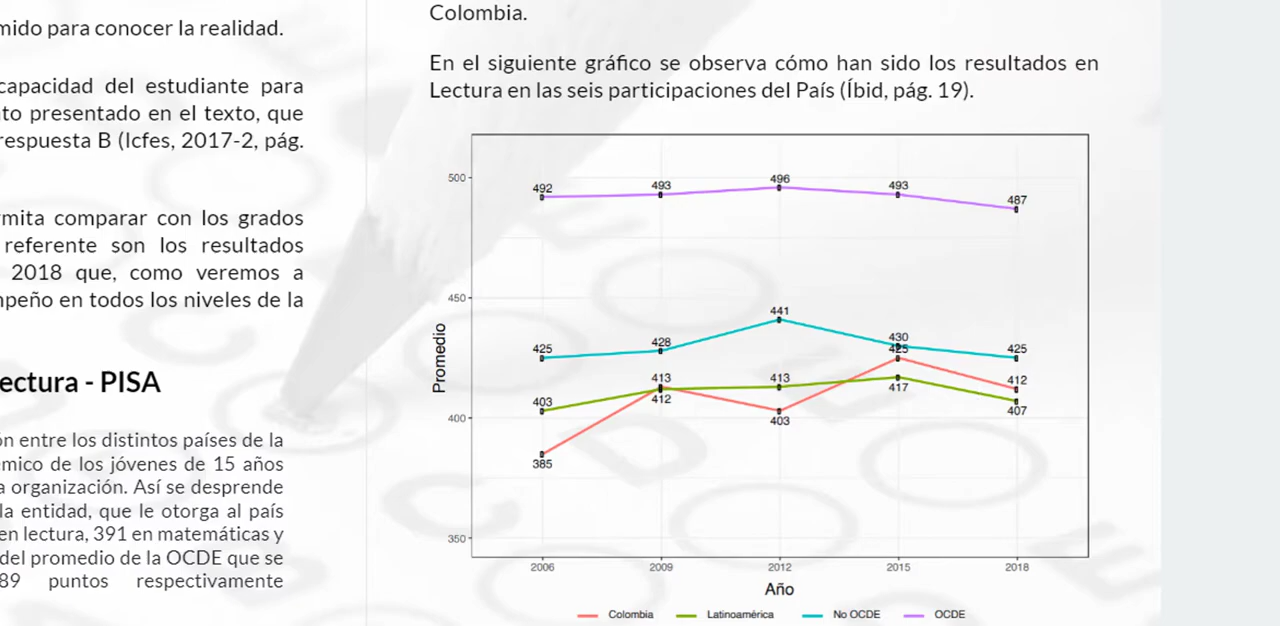 mido para conocer la realidad.
capacidad del estudiante para
to presentado en el texto, que
respuesta B (Icfes, 2017-2, pág.
rmita comparar con los grados
referente son los resultados
2018 que, como veremos a
mpeño en todos los niveles de la
ectura - PISA
ón entre los distintos países de la
émico de los jóvenes de 15 años
a organización. Así se desprende
la entidad, que le otorga al país
en lectura, 391 en matemáticas y
del promedio de la OCDE que se
89 puntos respectivamente
Colombia.
En el siguiente gráfico se observa cómo han sido los resultados en
Lectura en las seis participaciones del País (Íbid, pág. 19).
Promedio
500
450
400
350
492 493 496 493 487
425 428 441 430 425
403 412 413 417 407
385 413 403 425 412
2006 2009 2012 2015 2018
Año
Colombia Latinoamérica No OCDE OCDE